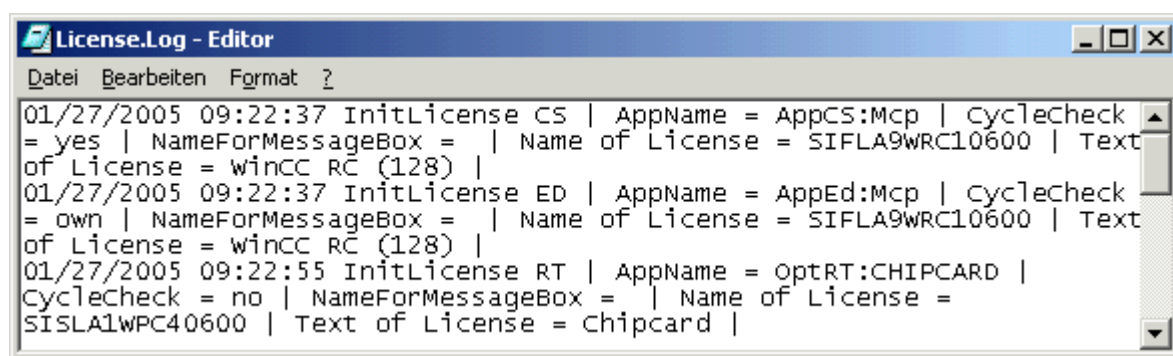 License.Log - Editor
Datei Bearbeiten Format ?
01/27/2005 09:22:37 InitLicense CS | AppName = AppCS:Mcp | CycleCheck
= yes | NameForMessageBox =  | Name of License = SIFLA9WRC10600 | Text
of License = WinCC RC (128) |
01/27/2005 09:22:37 InitLicense ED | AppName = AppEd:Mcp | CycleCheck
= own | NameForMessageBox =  | Name of License = SIFLA9WRC10600 | Text
of License = WinCC RC (128) |
01/27/2005 09:22:55 InitLicense RT | AppName = OptRT:CHIPCARD |
CycleCheck = no | NameForMessageBox =  | Name of License =
SISLA1WPC40600 | Text of License = Chipcard |